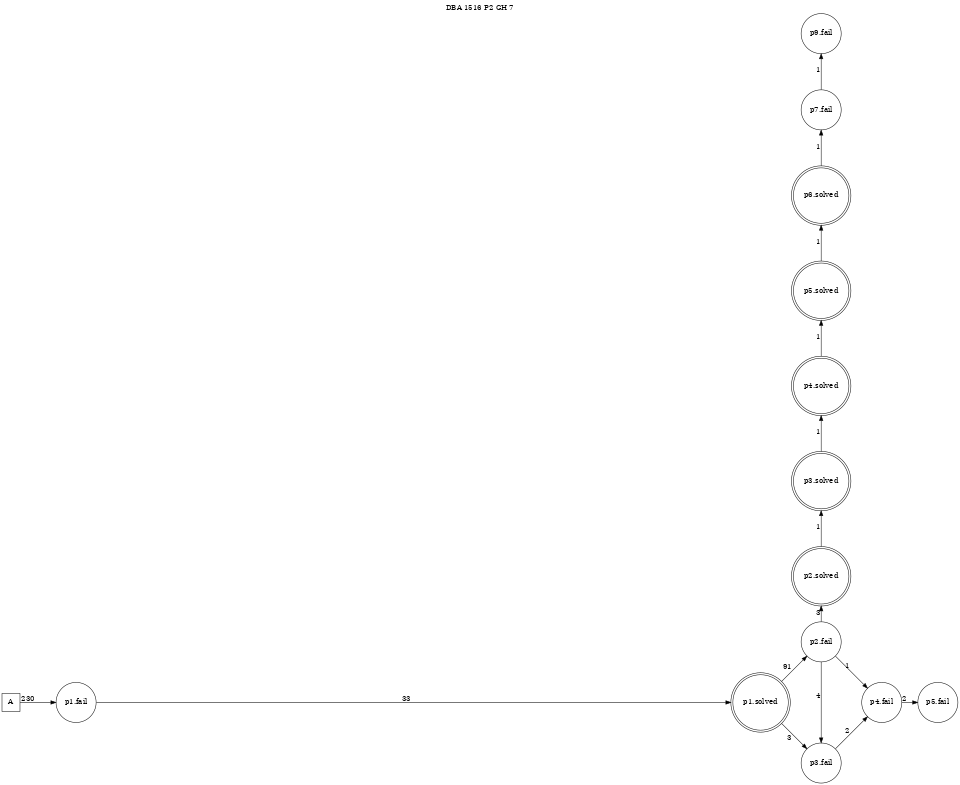 DBA 1516 P2 GH 7
p9.fail
1
p7.fail
1
p6.solved
1
p5.solved
1
p4.solved
1
p3.solved
1
p2.solved
3
p2.fail
91
1
A
230
p1.fail
33
p1.solved
4
p4.fail
2
p5.fail
3
2
p3.fail